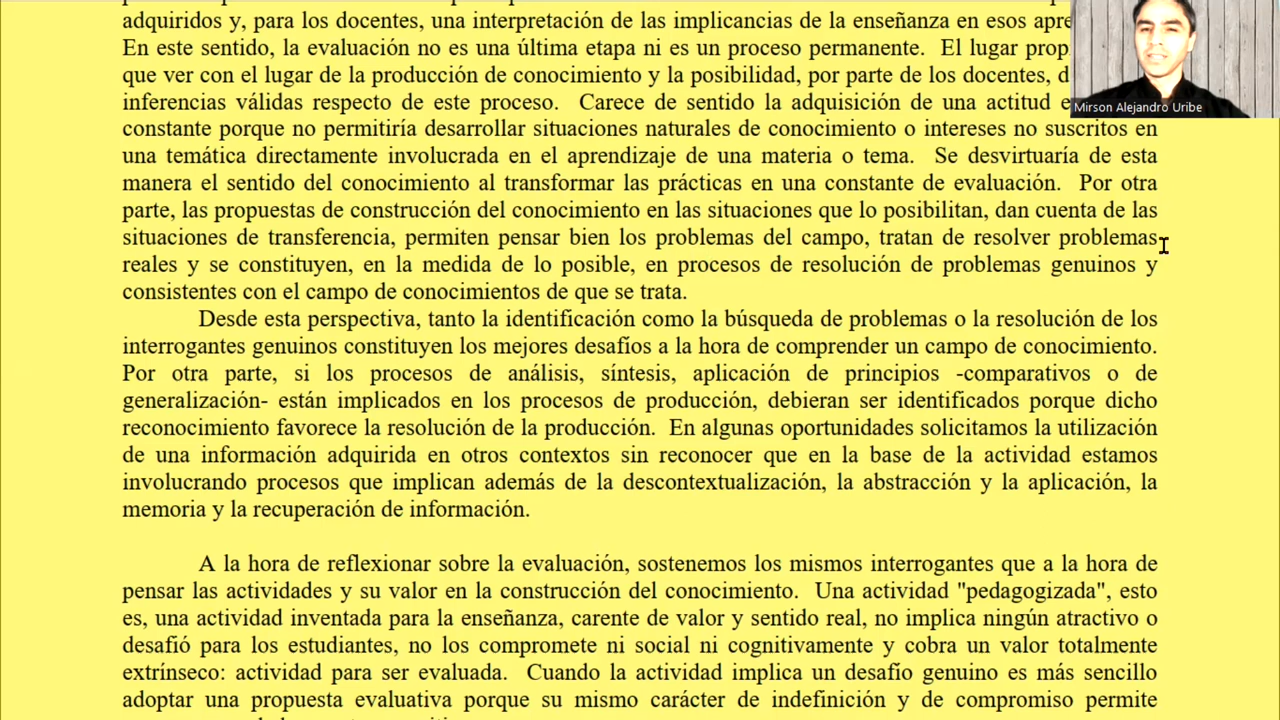 adquiridos y, para los docentes, una interpretación de las implicancias de la enseñanza en esos
En este sentido, la evaluación no es una última etapa ni es un proceso permanente. El lugar
que ver con el lugar de la producción de conocimiento y la posibilidad, por parte de los docentes,
inferencias válidas respecto de este proceso. Carece de sentido la adquisición de una actitud
Mirson Alejandro Uribe
constante porque no permitiría desarrollar situaciones naturales de conocimiento o intereses no suscritos en
una temática directamente involucrada en el aprendizaje de una materia o tema. Se desvirtuaría de esta
manera el sentido del conocimiento al transformar las prácticas en una constante de evaluación. Por otra
parte, las propuestas de construcción del conocimiento en las situaciones que lo posibilitan, dan cuenta de las
situaciones de transferencia, permiten pensar bien los problemas del campo, tratan de resolver problemas
reales y se constituyen, en la medida de lo posible, en procesos de resolución de problemas genuinos y
consistentes con el campo de conocimientos de que se trata.
Desde esta perspectiva, tanto la identificación como la búsqueda de problemas o la resolución de los
interrogantes genuinos constituyen los mejores desafíos a la hora de comprender un campo de conocimiento.
Por otra parte, si los procesos de análisis, síntesis, aplicación de principios -comparativos o de
generalización- están implicados en los procesos de producción, debieran ser identificados porque dicho
reconocimiento favorece la resolución de la producción. En algunas oportunidades solicitamos la utilización
de una información adquirida en otros contextos sin reconocer que en la base de la actividad estamos
involucrando procesos que implican además de la descontextualización, la abstracción y la aplicación, la
memoria y la recuperación de información.
A la hora de reflexionar sobre la evaluación, sostenemos los mismos interrogantes que a la hora de
pensar las actividades y su valor en la construcción del conocimiento. Una actividad "pedagogizada", esto
es, una actividad inventada para la enseñanza, carente de valor y sentido real, no implica ningún atractivo o
desafió para los estudiantes, no los compromete ni social ni cognitivamente y cobra un valor totalmente
extrínseco: actividad para ser evaluada. Cuando la actividad implica un desafío genuino es más sencillo
adoptar una propuesta evaluativa porque su mismo carácter de indefinición y de compromiso permite